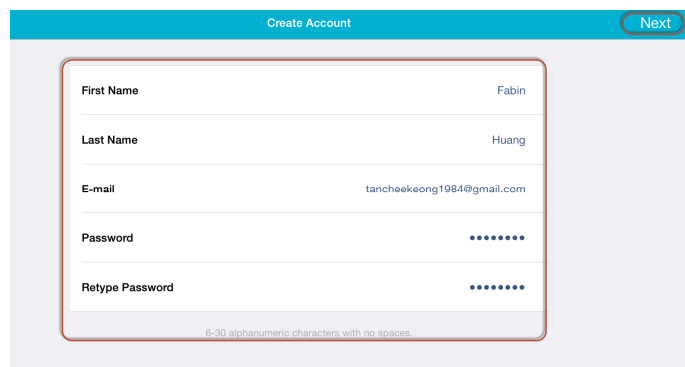 Create Account Next
First Name Fabin
Last Name Huang
E-mail tancheekeong1984@gmail.com
Password ••••••••
Retype Password ••••••••
6-30 alphanumeric characters with no spaces.